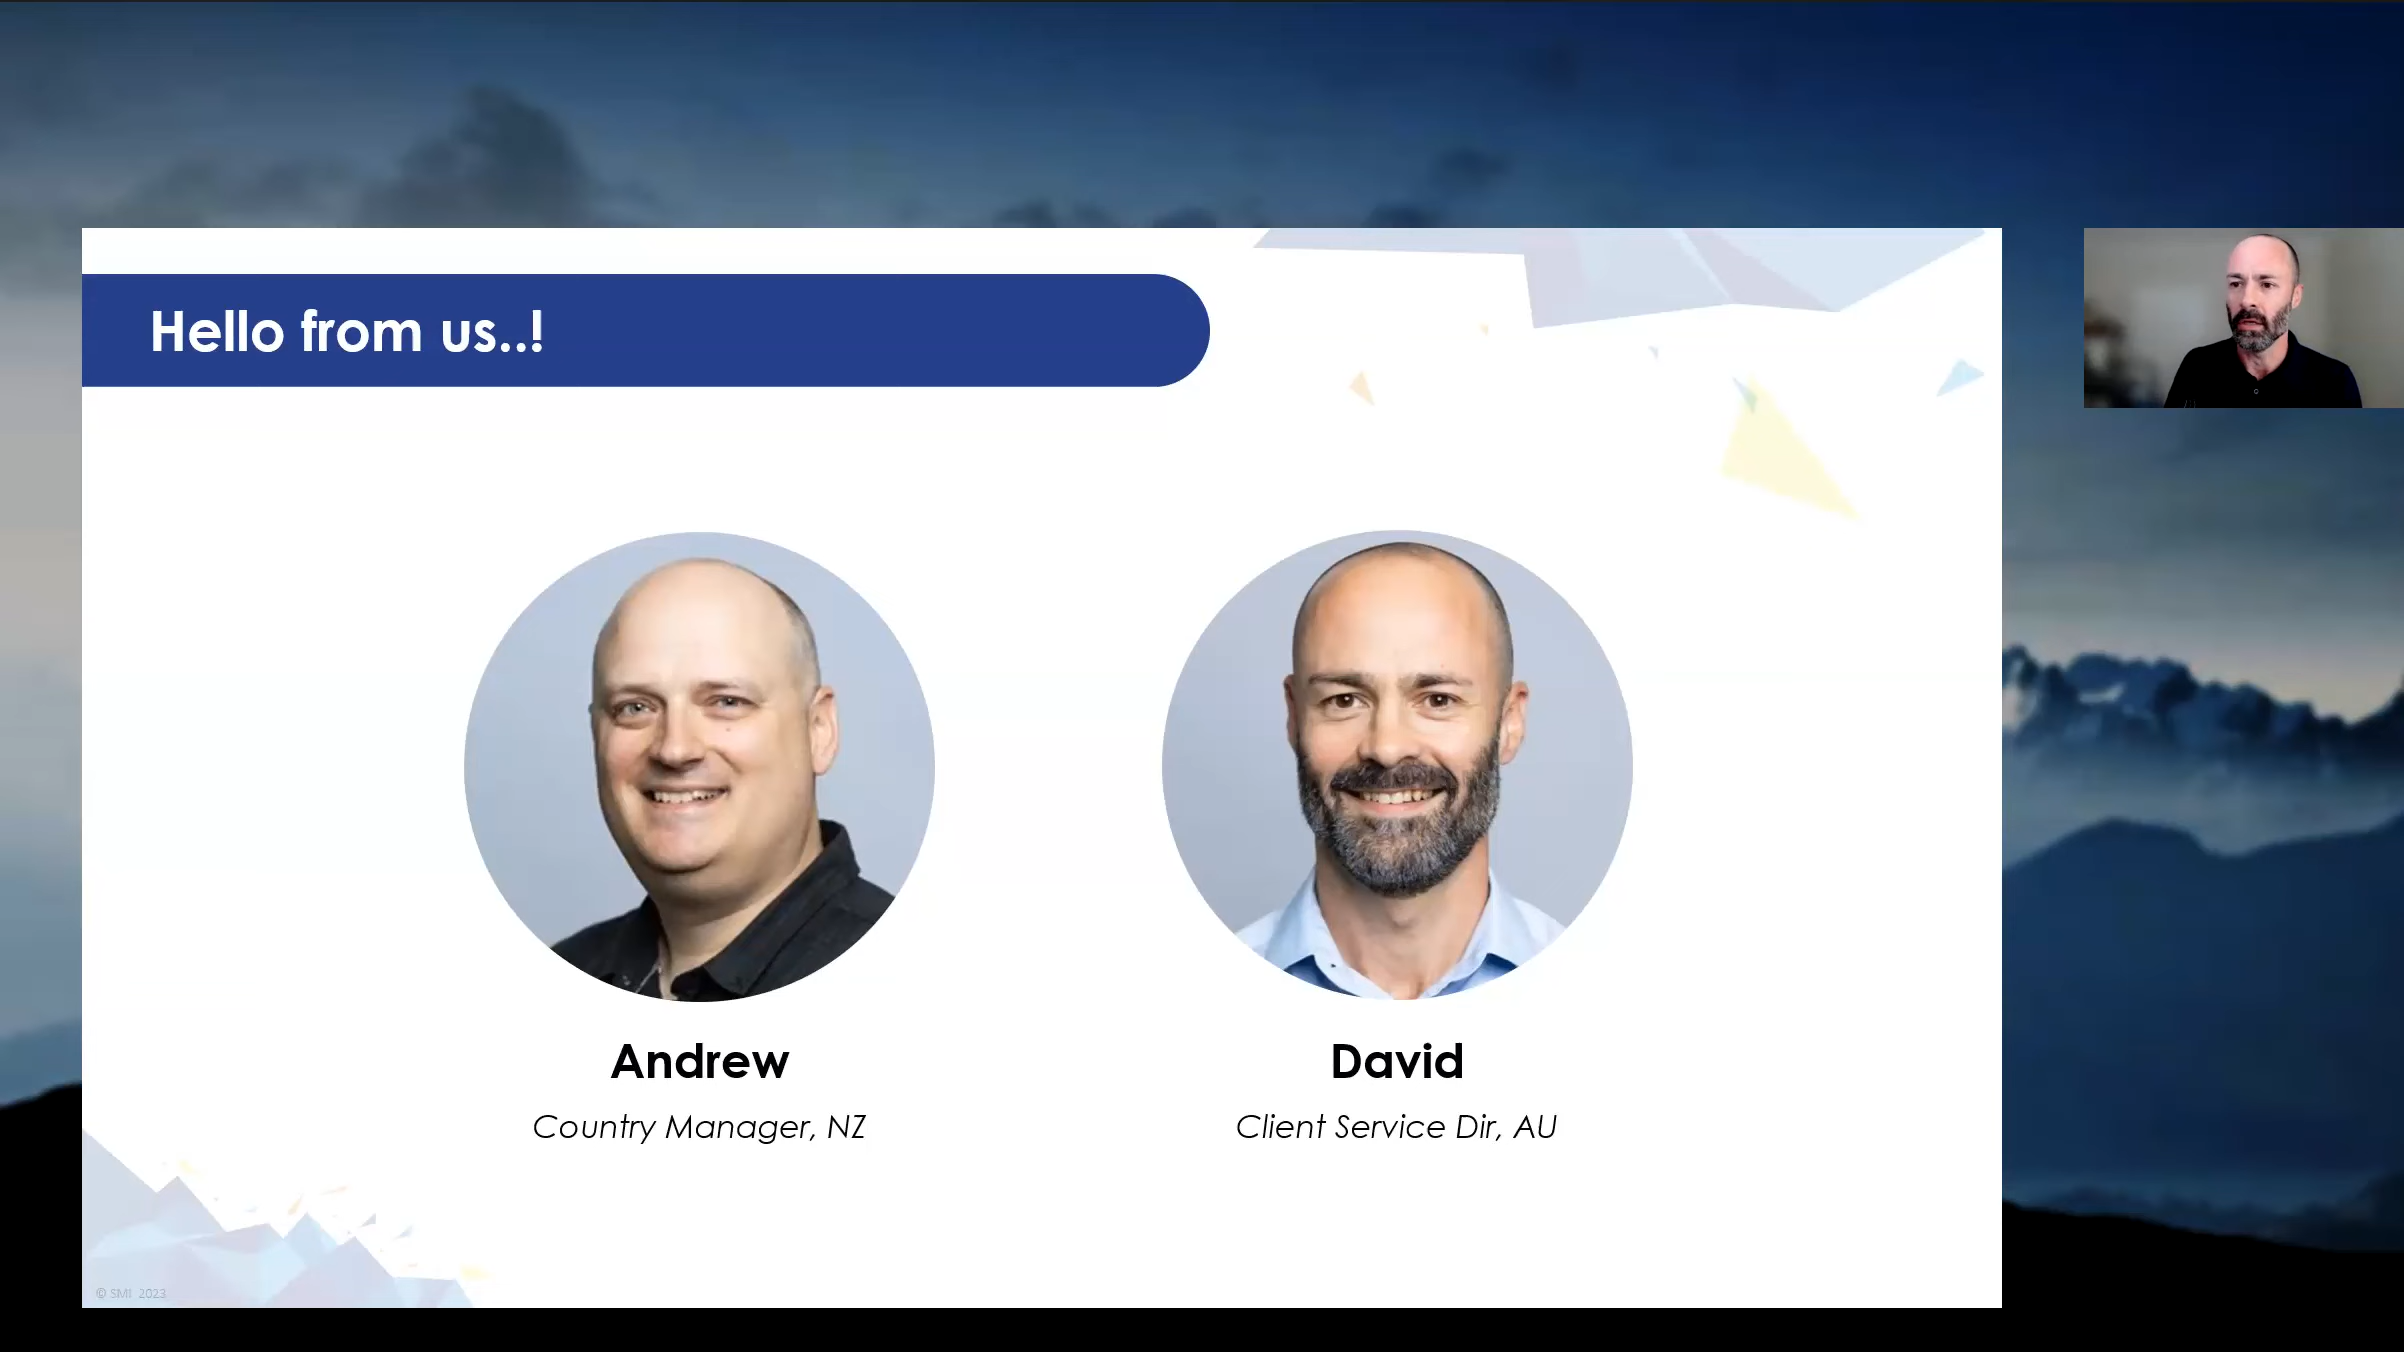 Hello from us..!
Andrew
Country Manager, NZ
David
Client Service Dir, AU
© SMI 2023